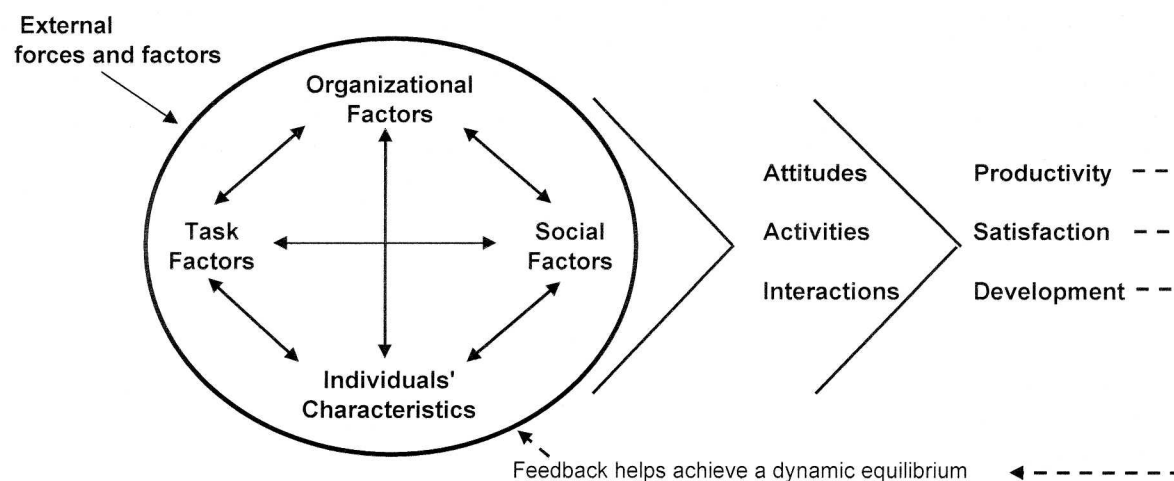 External
forces and factors
Organizational
Factors
Task
Factors
Social
Factors
Individuals'
Characteristics
Attitudes
Activities
Interactions
Productivity
Satisfaction
Development
Feedback helps achieve a dynamic equilibrium